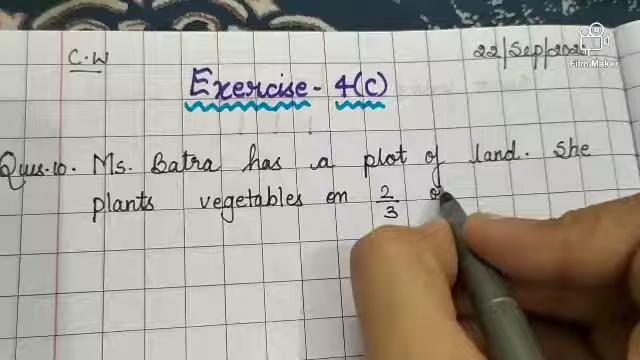 C.W
22/Sep/202
Film Maker
Exercise - 4(c)
Ques.10. Ms. Batra has a plot of land. She
plants vegetables on 2/3 o